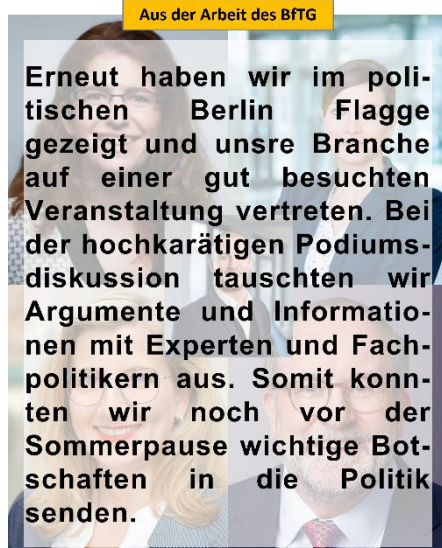 Aus der Arbeit des BfTG
Erneut haben wir im poli-
tischen Berlin Flagge
gezeigt und unsre Branche
auf einer gut besuchten
Veranstaltung vertreten. Bei
der hochkarätigen Podiums-
diskussion tauschten wir
Argumente und Informatio-
nen mit Experten und Fach-
politikern aus. Somit konn-
ten wir noch vor der
Sommerpause wichtige Bot-
schaften in die Politik
senden.